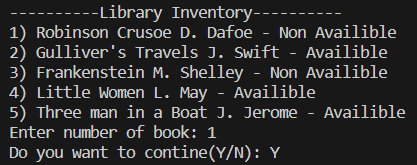 ----------Library Inventory----------
1) Robinson Crusoe D. Dafoe - Non Availible
2) Gulliver's Travels J. Swift - Availible
3) Frankenstein M. Shelley - Non Availible
4) Little Women L. May - Availible
5) Three man in a Boat J. Jerome - Availible
Enter number of book: 1
Do you want to contine(Y/N): Y